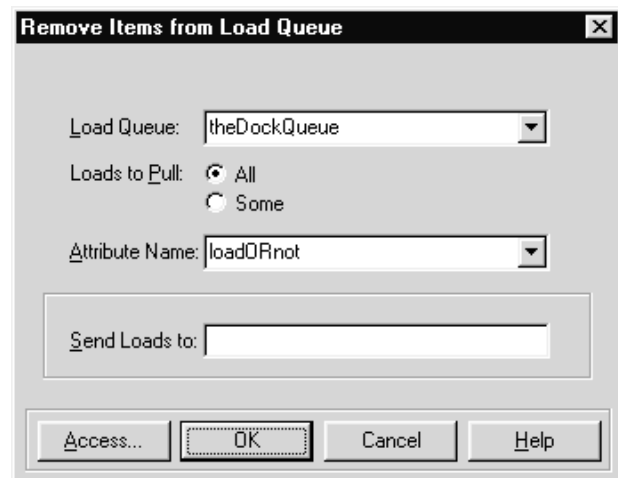 Remove Items from Load Queue
Load Queue: theDockQueue
Loads to Pull: All
Some
Attribute Name: loadORnot
Send Loads to:
Access... OK Cancel Help